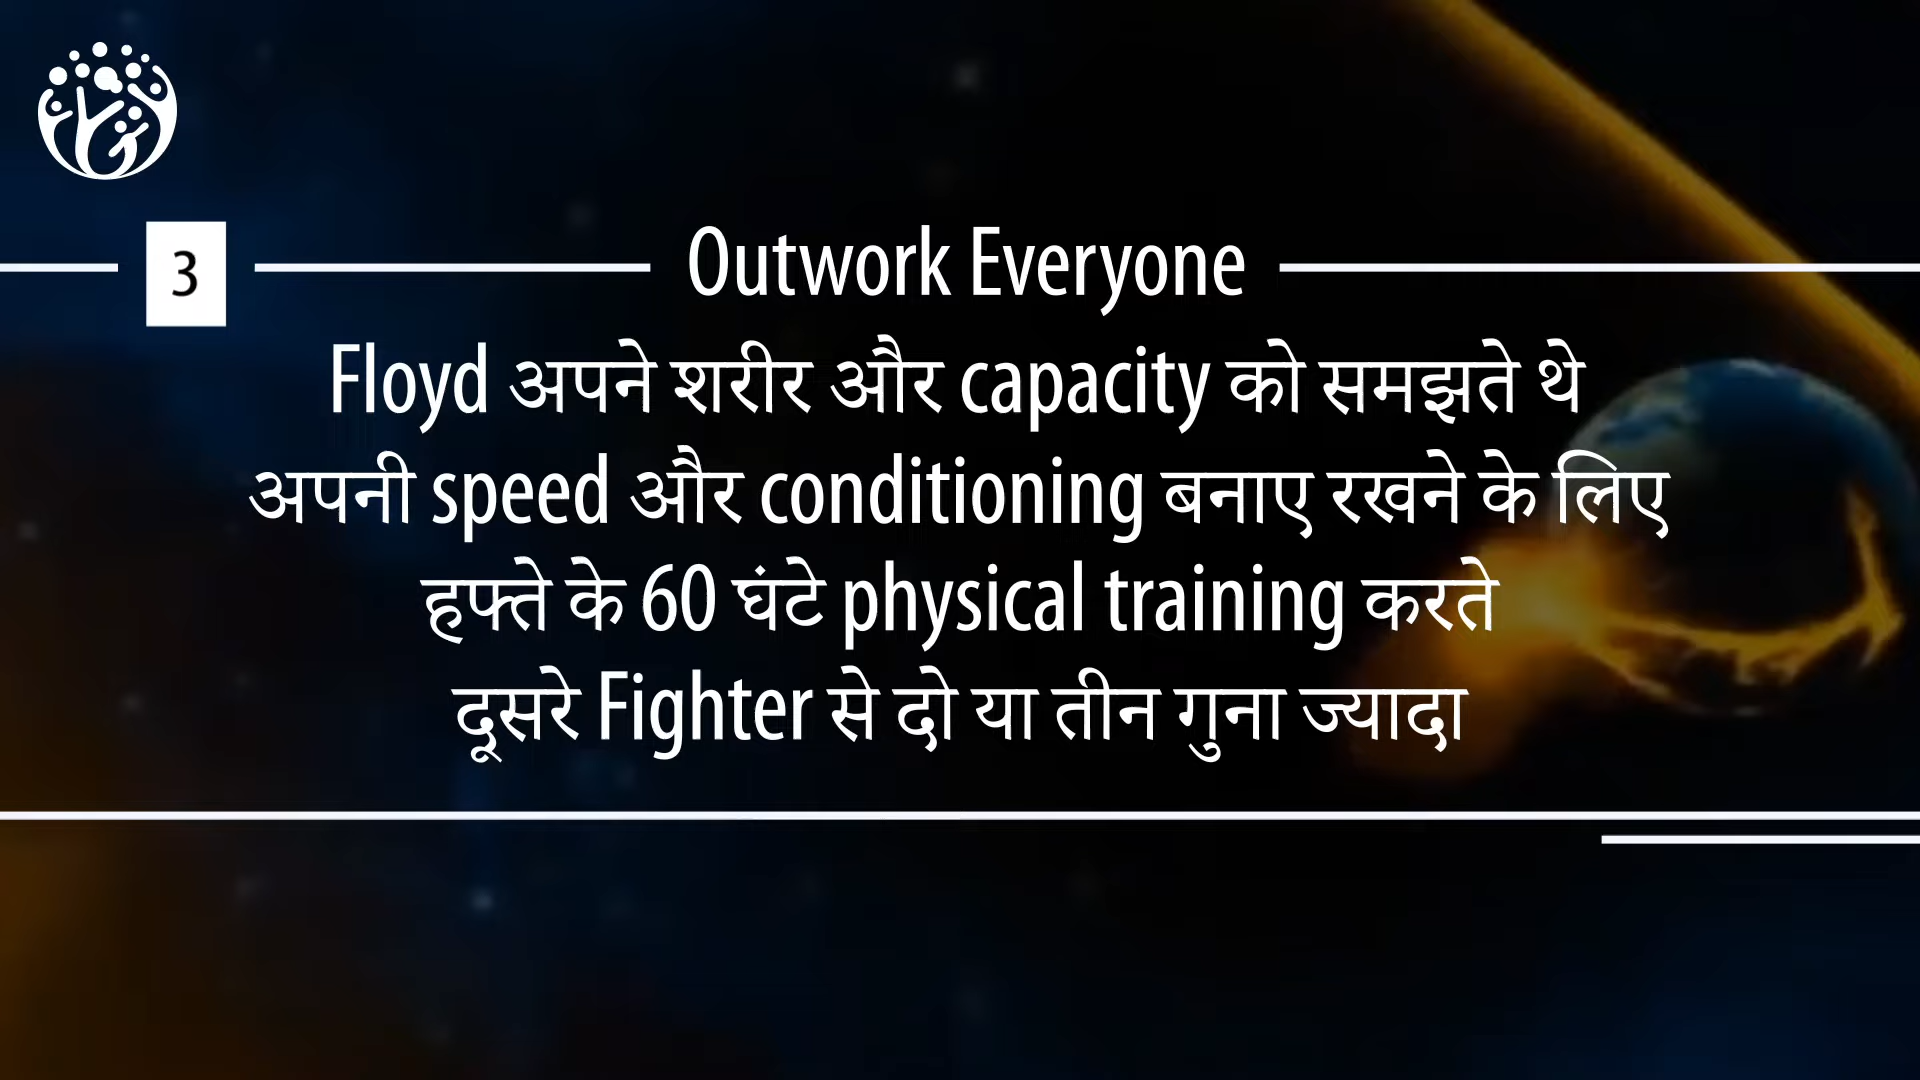 3
Outwork Everyone
Floyd अपने शरीर और capacity को समझते थे
अपनी speed और conditioning बनाए रखने के लिए
हफ्ते के 60 घंटे physical training करते
दूसरे Fighter से दो या तीन गुना ज्यादा